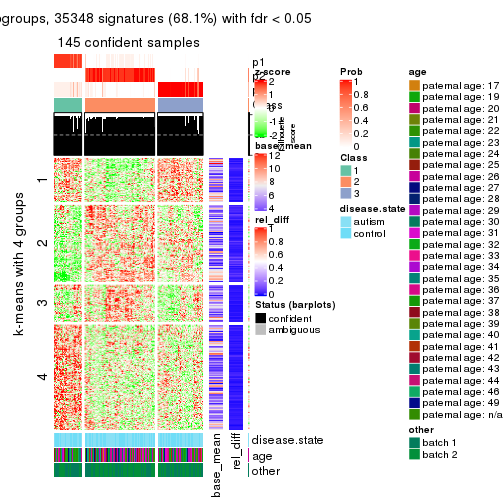 ogroups, 35348 signatures (68.1%) with fdr < 0.05
145 confident samples
p1
p2
Class
Silhouette
score
k-means with 4 groups
1
2
3
4
base_mean
rel_diff
disease.state
age
other
z-score
2
1
0
-1
-2
base_mean
12
10
8
6
4
rel_diff
1
0.8
0.6
0.4
0.2
0
Status (barplots)
confident
ambiguous
Prob
1
0.8
0.6
0.4
0.2
0
Class
1
2
3
disease.state
autism
control
age
paternal age: 17
paternal age: 19
paternal age: 20
paternal age: 21
paternal age: 22
paternal age: 23
paternal age: 24
paternal age: 25
paternal age: 26
paternal age: 27
paternal age: 28
paternal age: 29
paternal age: 30
paternal age: 31
paternal age: 32
paternal age: 33
paternal age: 34
paternal age: 35
paternal age: 36
paternal age: 37
paternal age: 38
paternal age: 39
paternal age: 40
paternal age: 41
paternal age: 42
paternal age: 43
paternal age: 44
paternal age: 46
paternal age: 49
paternal age: n/a
other
batch 1
batch 2